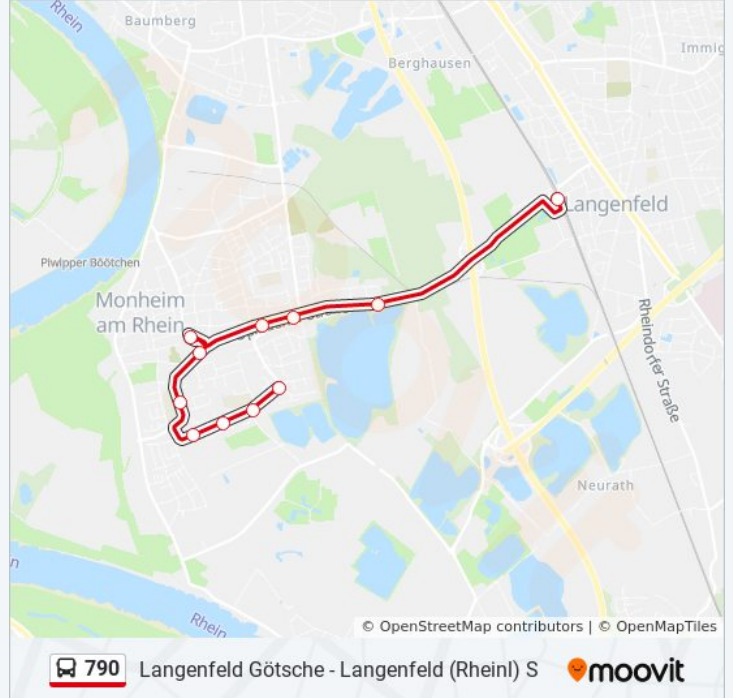 Rhein
Baumberg
Berghausen
Immig
Langenfeld
Piwipper Böötchen
Monheim
am Rhein
Rheindorfer Straße
Neurath
n
Rhein
© OpenStreetMap contributors | © OpenMapTiles
790 Langenfeld Götsche - Langenfeld (Rheinl) S moovit